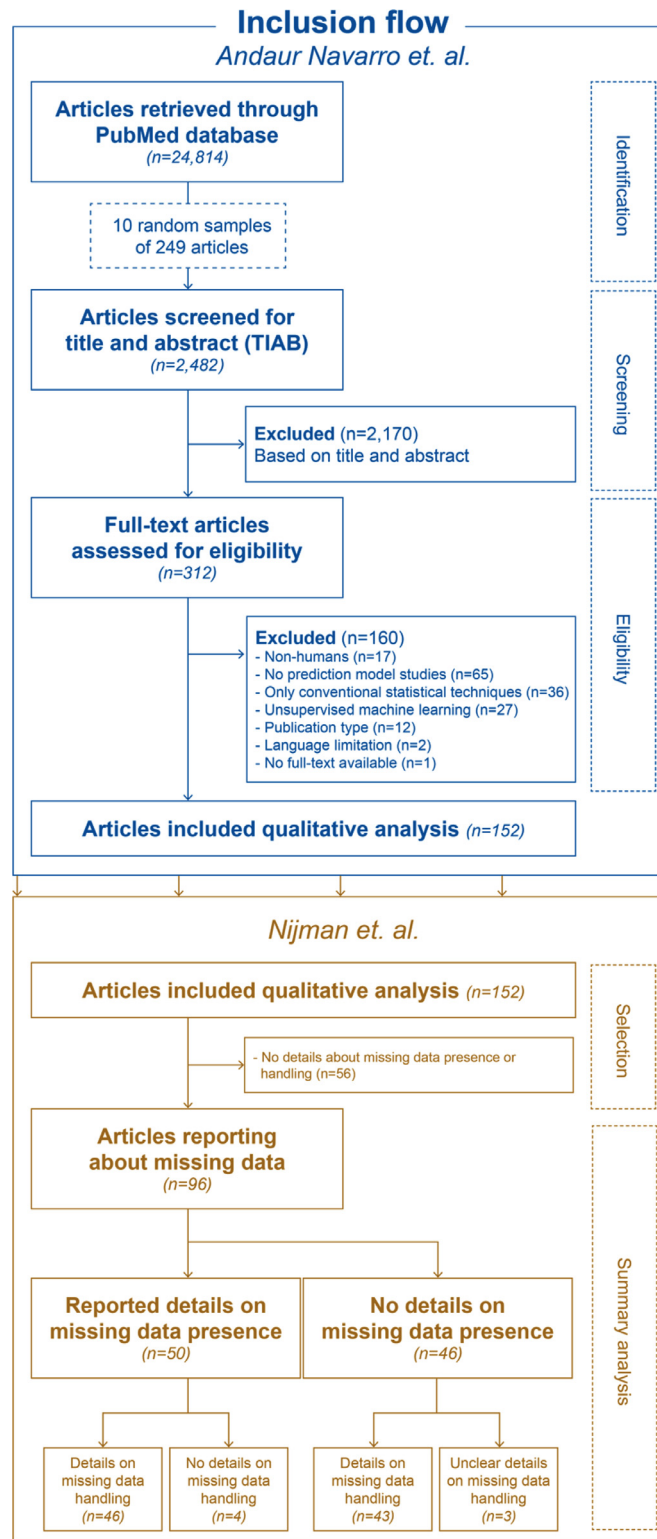 Inclusion flow
Andaur Navarro et. al.
Articles retrieved through
PubMed database
(n=24,814)
Identification
10 random samples
of 249 articles
Articles screened for
title and abstract (TIAB)
(n=2,482)
Screening
Excluded (n=2,170)
Based on title and abstract
Full-text articles
assessed for eligibility
(n=312)
Eligibility
Excluded (n=160)
- Non-humans (n=17)
- No prediction model studies (n=65)
- Only conventional statistical techniques (n=36)
- Unsupervised machine learning (n=27)
- Publication type (n=12)
- Language limitation (n=2)
- No full-text available (n=1)
Articles included qualitative analysis (n=152)
Nijman et. al.
Articles included qualitative analysis (n=152)
Selection
- No details about missing data presence or
handling (n=56)
Articles reporting
about missing data
(n=96)
Summary analysis
Reported details on
missing data presence
(n=50)
No details on
missing data presence
(n=46)
Details on
missing data
handling
(n=46)
No details on
missing data
handling
(n=4)
Details on
missing data
handling
(n=43)
Unclear details
on missing data
handling
(n=3)